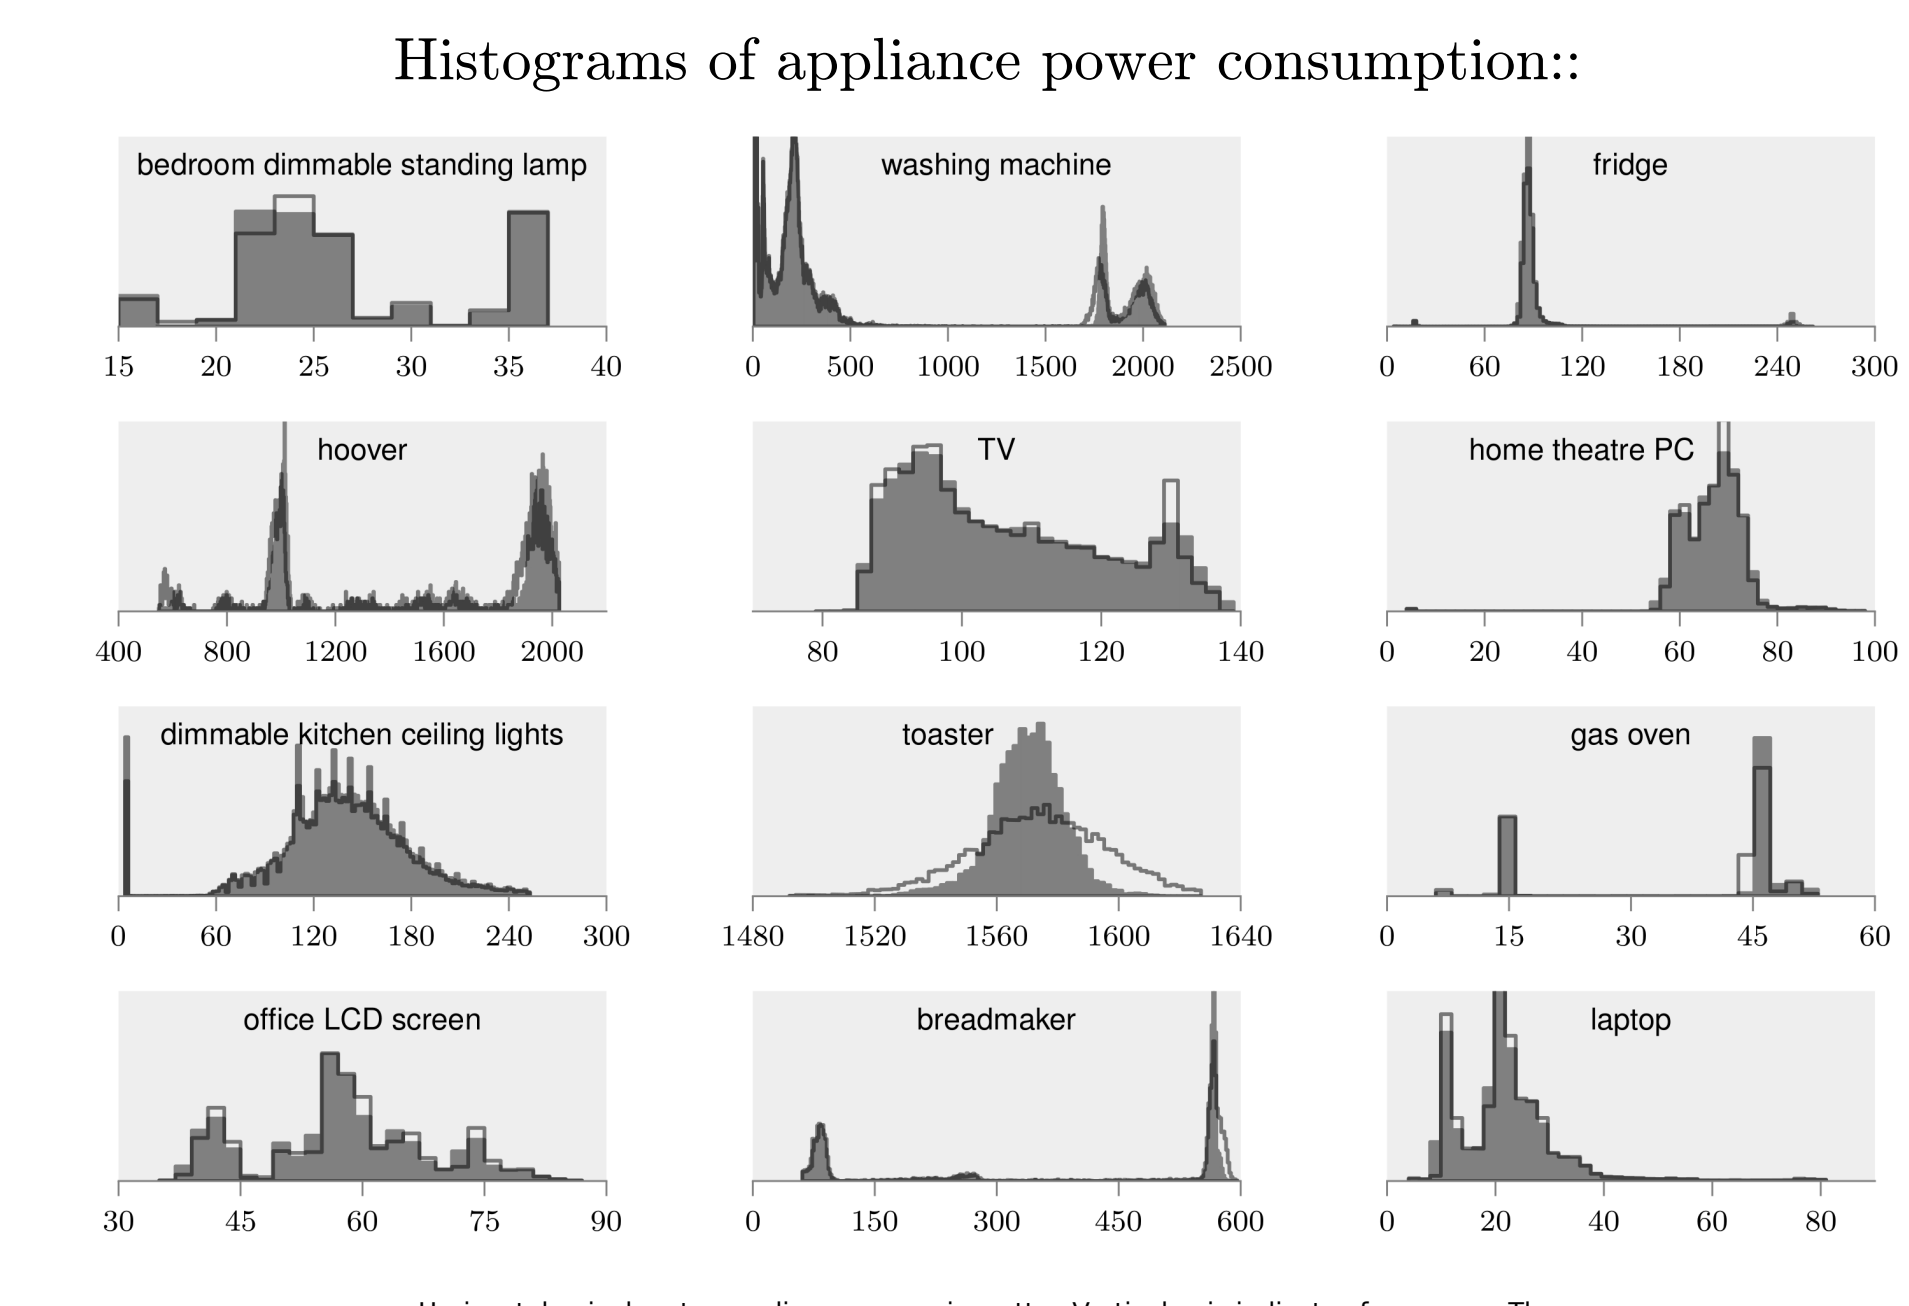 Histograms of appliance power consumption::
bedroom dimmable standing lamp
15 20 25 30 35 40
washing machine
0 500 1000 1500 2000 2500
fridge
0 60 120 180 240 300
hoover
400 800 1200 1600 2000
TV
80 100 120 140
home theatre PC
0 20 40 60 80 100
dimmable kitchen ceiling lights
0 60 120 180 240 300
toaster
1480 1520 1560 1600 1640
gas oven
0 15 30 45 60
office LCD screen
30 45 60 75 90
breadmaker
0 150 300 450 600
laptop
0 20 40 60 80